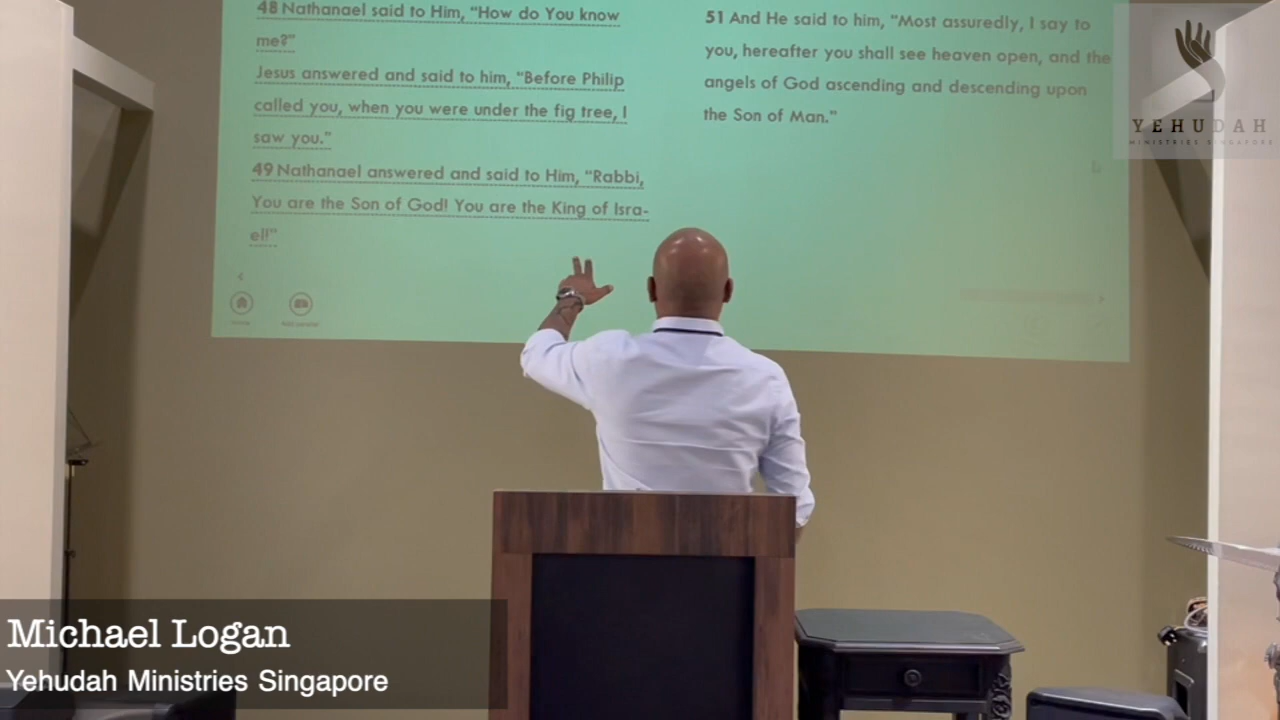 48 Nathanael said to Him, “How do You know
me?”
Jesus answered and said to him, “Before Philip
called you, when you were under the fig tree, I
saw you.”
49 Nathanael answered and said to Him, “Rabbi,
You are the Son of God! You are the King of Isra-
el!”
51 And He said to him, “Most assuredly, I say to
you, hereafter you shall see heaven open, and the
angels of God ascending and descending upon
the Son of Man.”
YEHUDAH
MINISTRIES SINGAPORE
Michael Logan
Yehudah Ministries Singapore